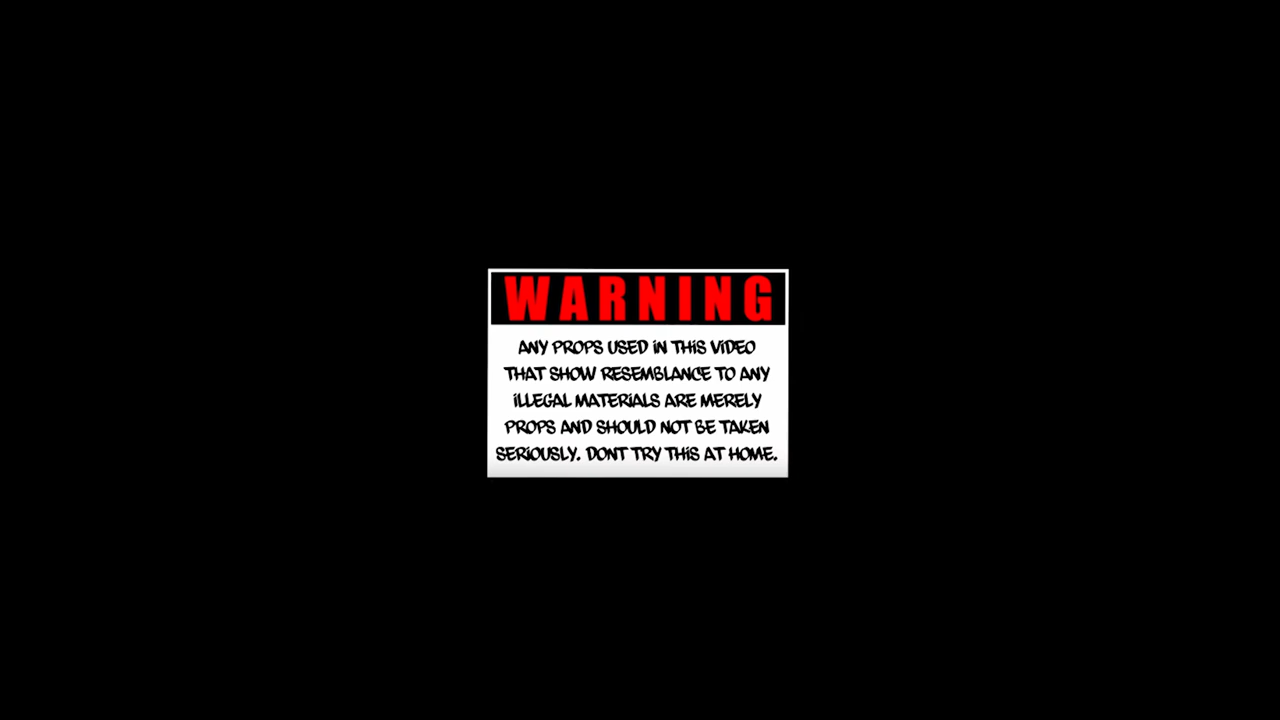 WARNING
ANY PROPS USED iN THiS ViDEO
THAT SHOW RESEMBLANCE TO ANY
iLLEGAL MATERiALS ARE MERELY
PROPS AND SHOULD NOT BE TAKEN
SERiOUSLY. DONT TRY THiS AT HOME.